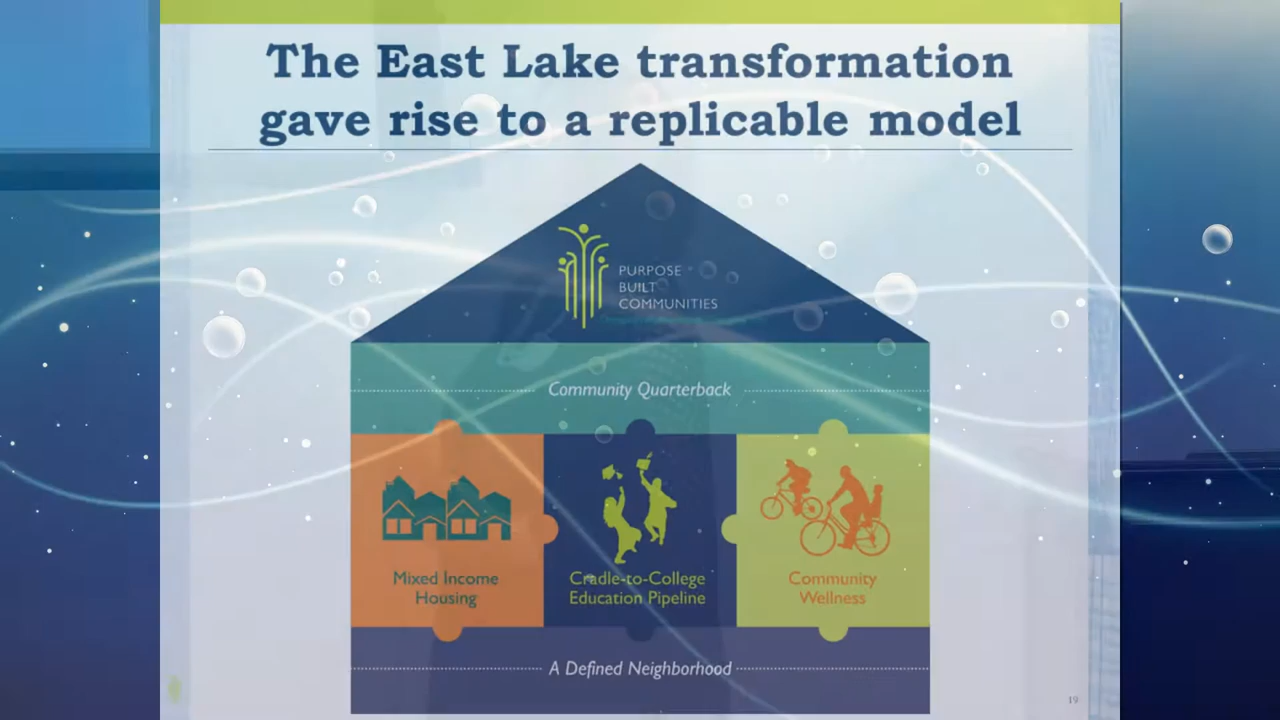 The East Lake transformation
gave rise to a replicable model
PURPOSE
BUILT
COMMUNITIES
Community Quarterback
Mixed Income
Housing
Cradle-to-College
Education Pipeline
Community
Wellness
A Defined Neighborhood
19